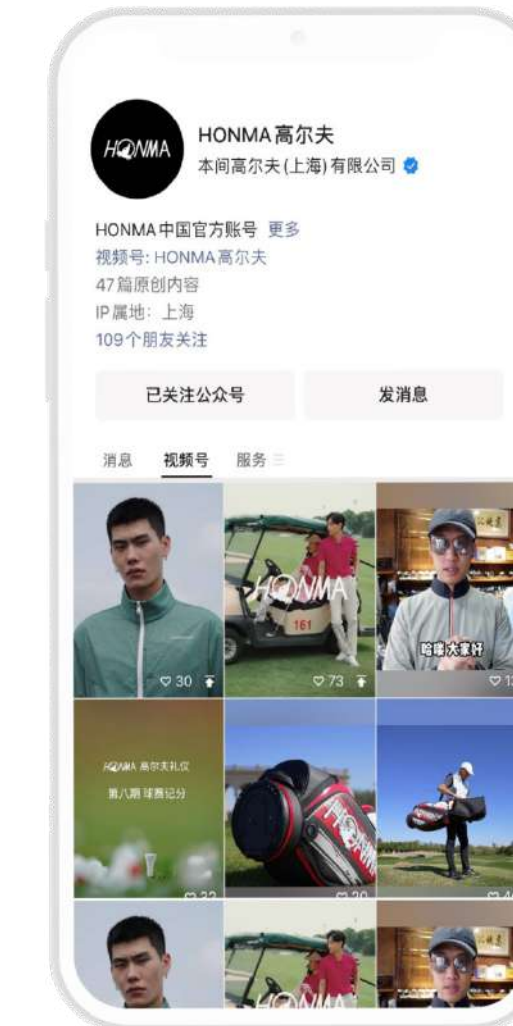 HONMA
HONMA高尔夫
本间高尔夫(上海)有限公司
HONMA中国官方账号 更多
视频号: HONMA高尔夫
47篇原创内容
IP属地：上海
109个朋友关注
已关注公众号
发消息
消息 视频号 服务
HONMA
161
哈喽 大家好
30
73
HONMA 高尔夫礼仪
第八期 球赛记分
HONMA
32
20
HONMA